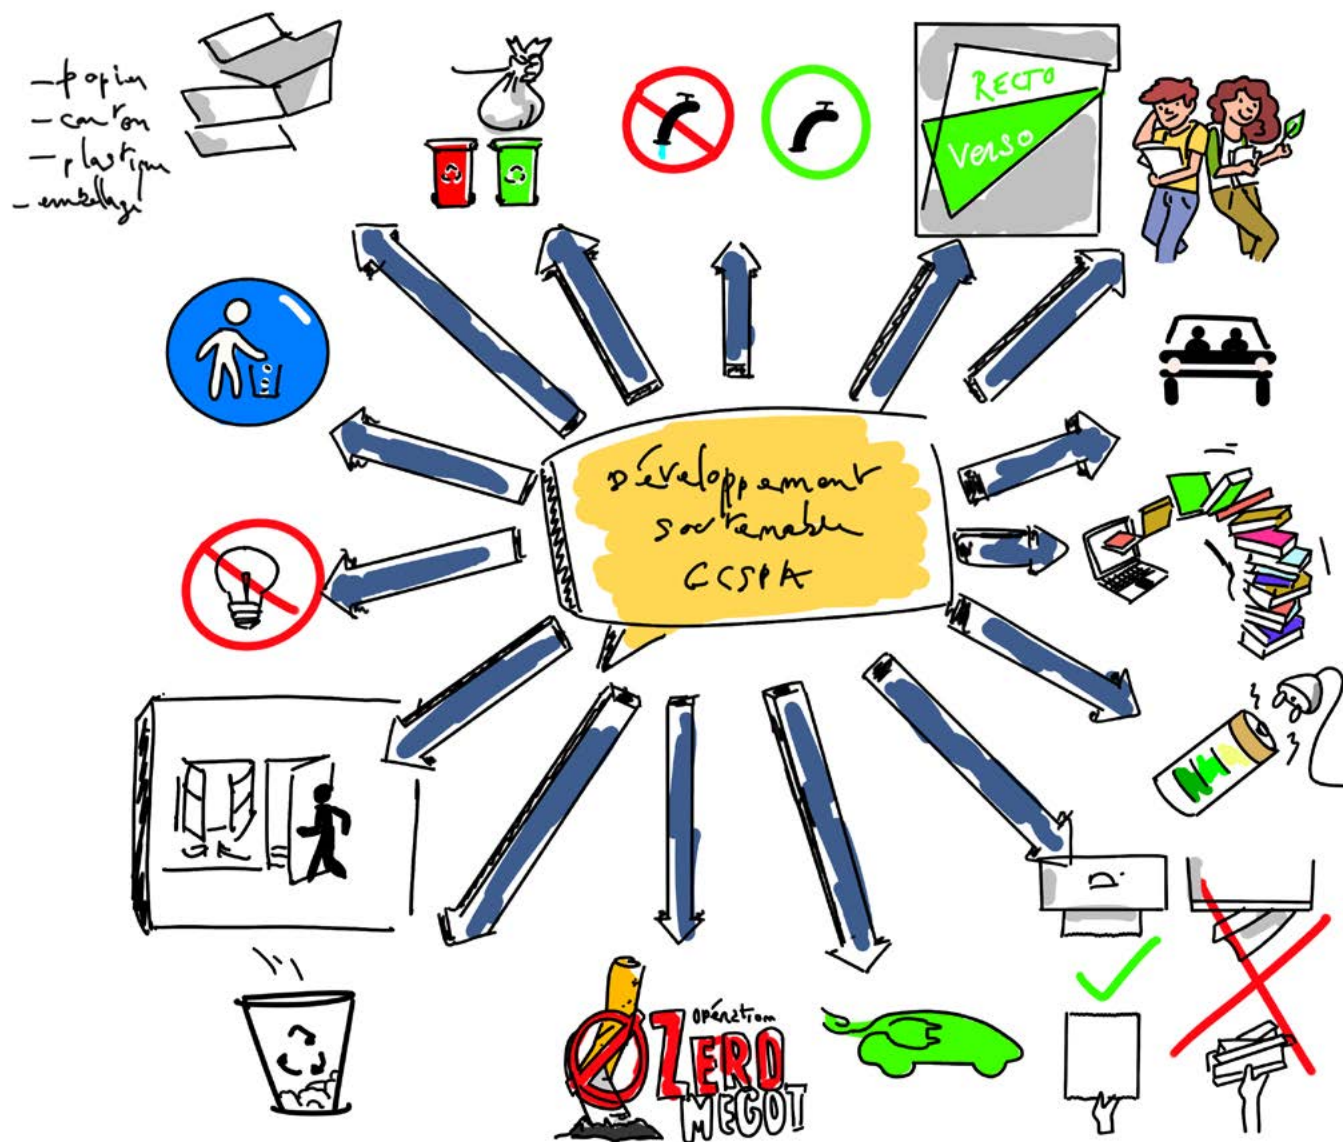 - papier
- carton
- plastique
- emballage
RECTO
Verso
Développement
soutenable
CCSPA
D.
opération
ZERO
MEGOT